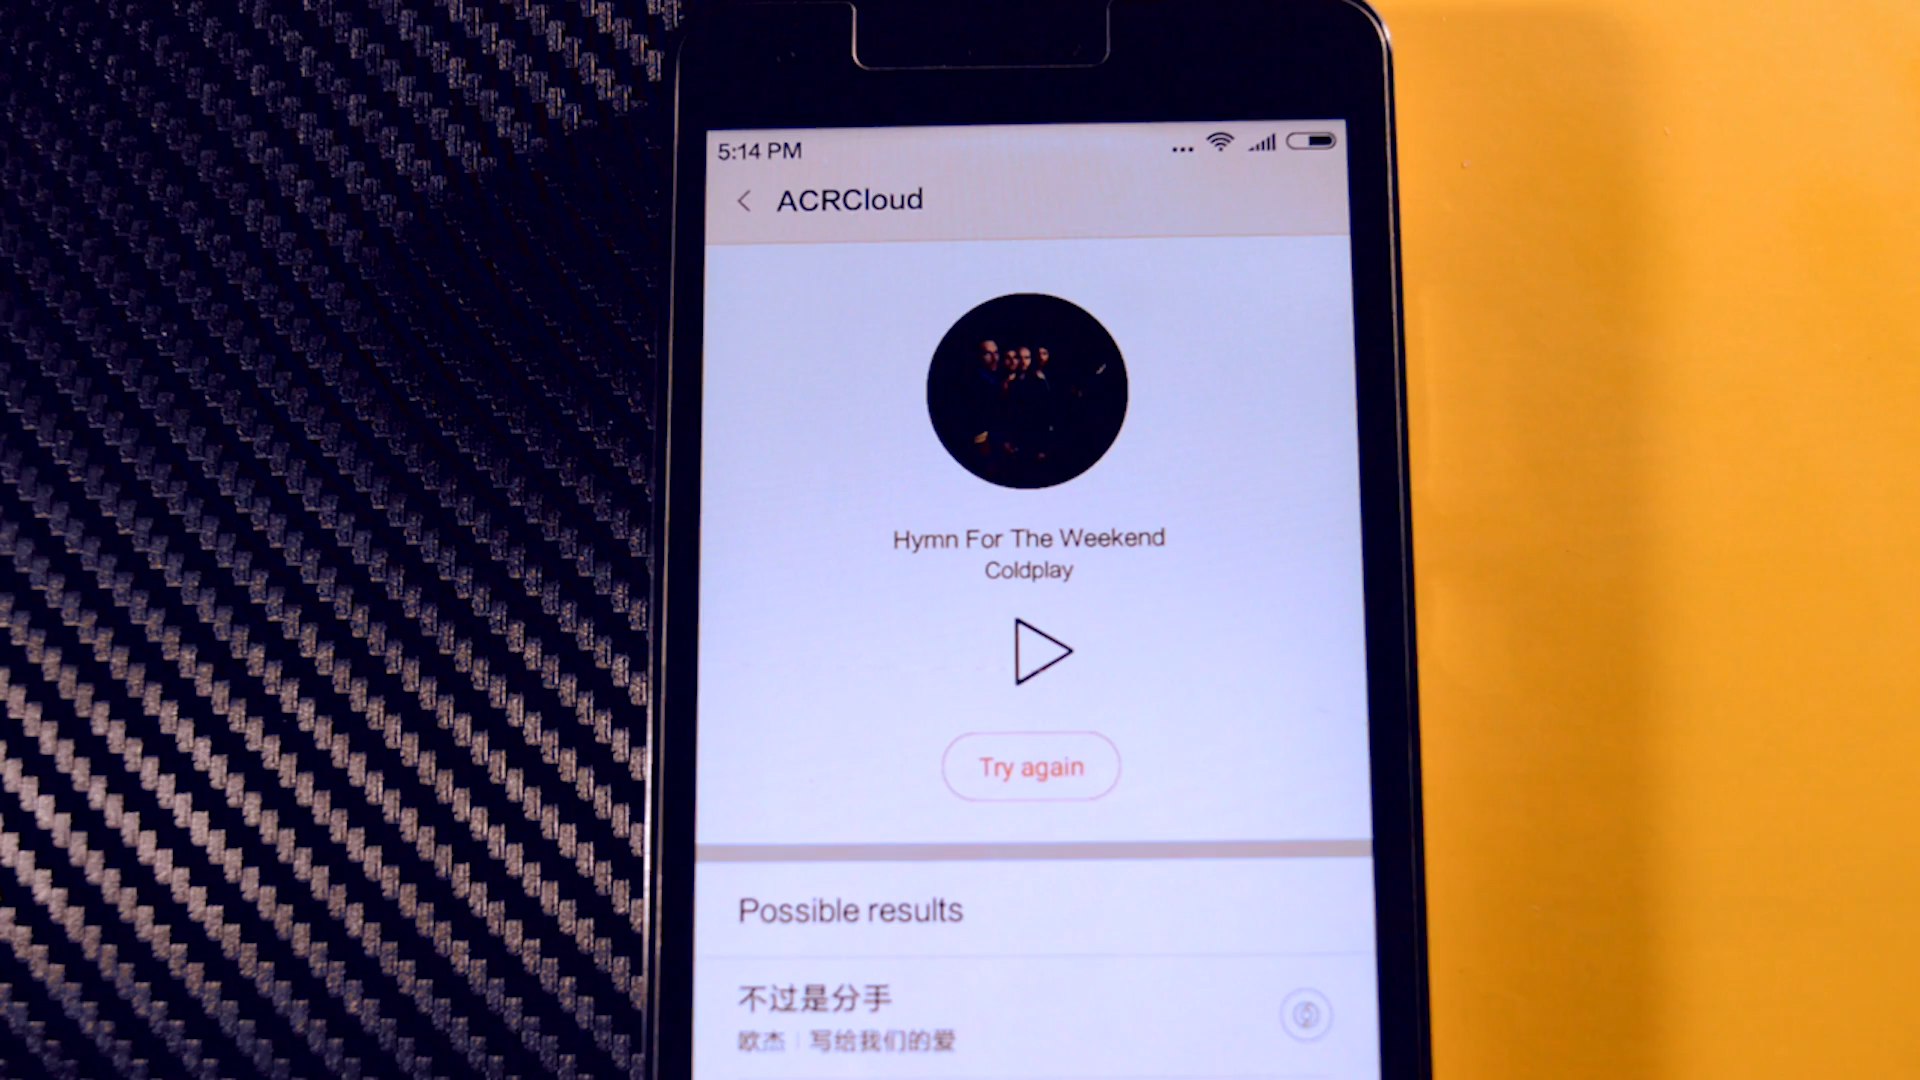 5:14 PM
ACRCloud
Hymn For The Weekend
Coldplay
Try again
Possible results
不过是分手
欧杰 | 写给我们的爱